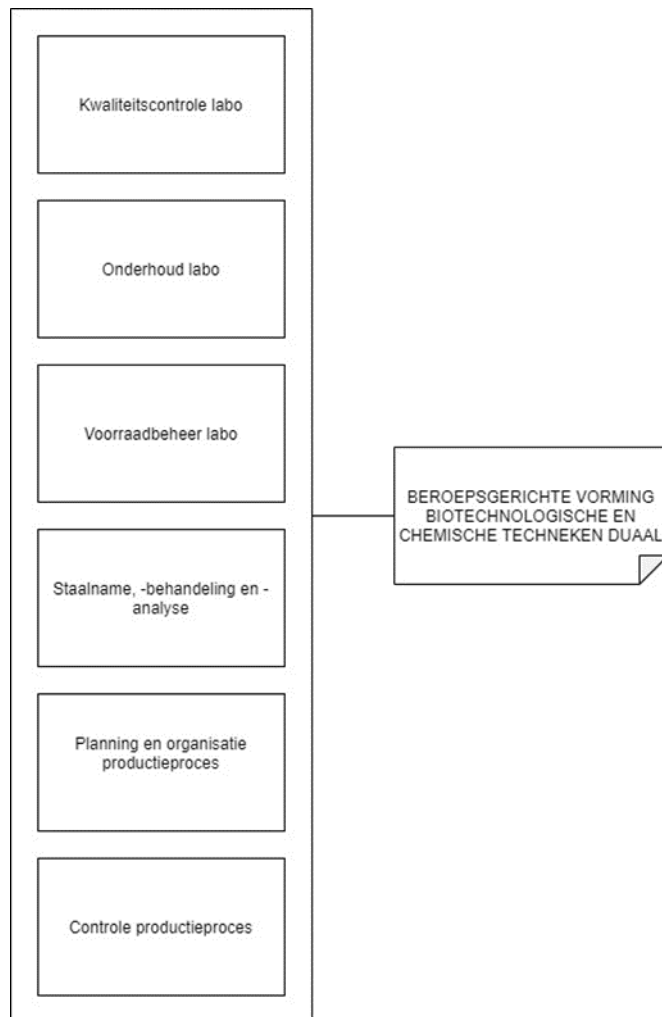 Kwaliteitscontrole labo
Onderhoud labo
Voorraadbeheer labo
Staalname, -behandeling en -
analyse
Planning en organisatie
productieproces
Controle productieproces
BEROEPSGERICHTE VORMING
BIOTECHNOLOGISCHE EN
CHEMISCHE TECHNEKEN DUAAL